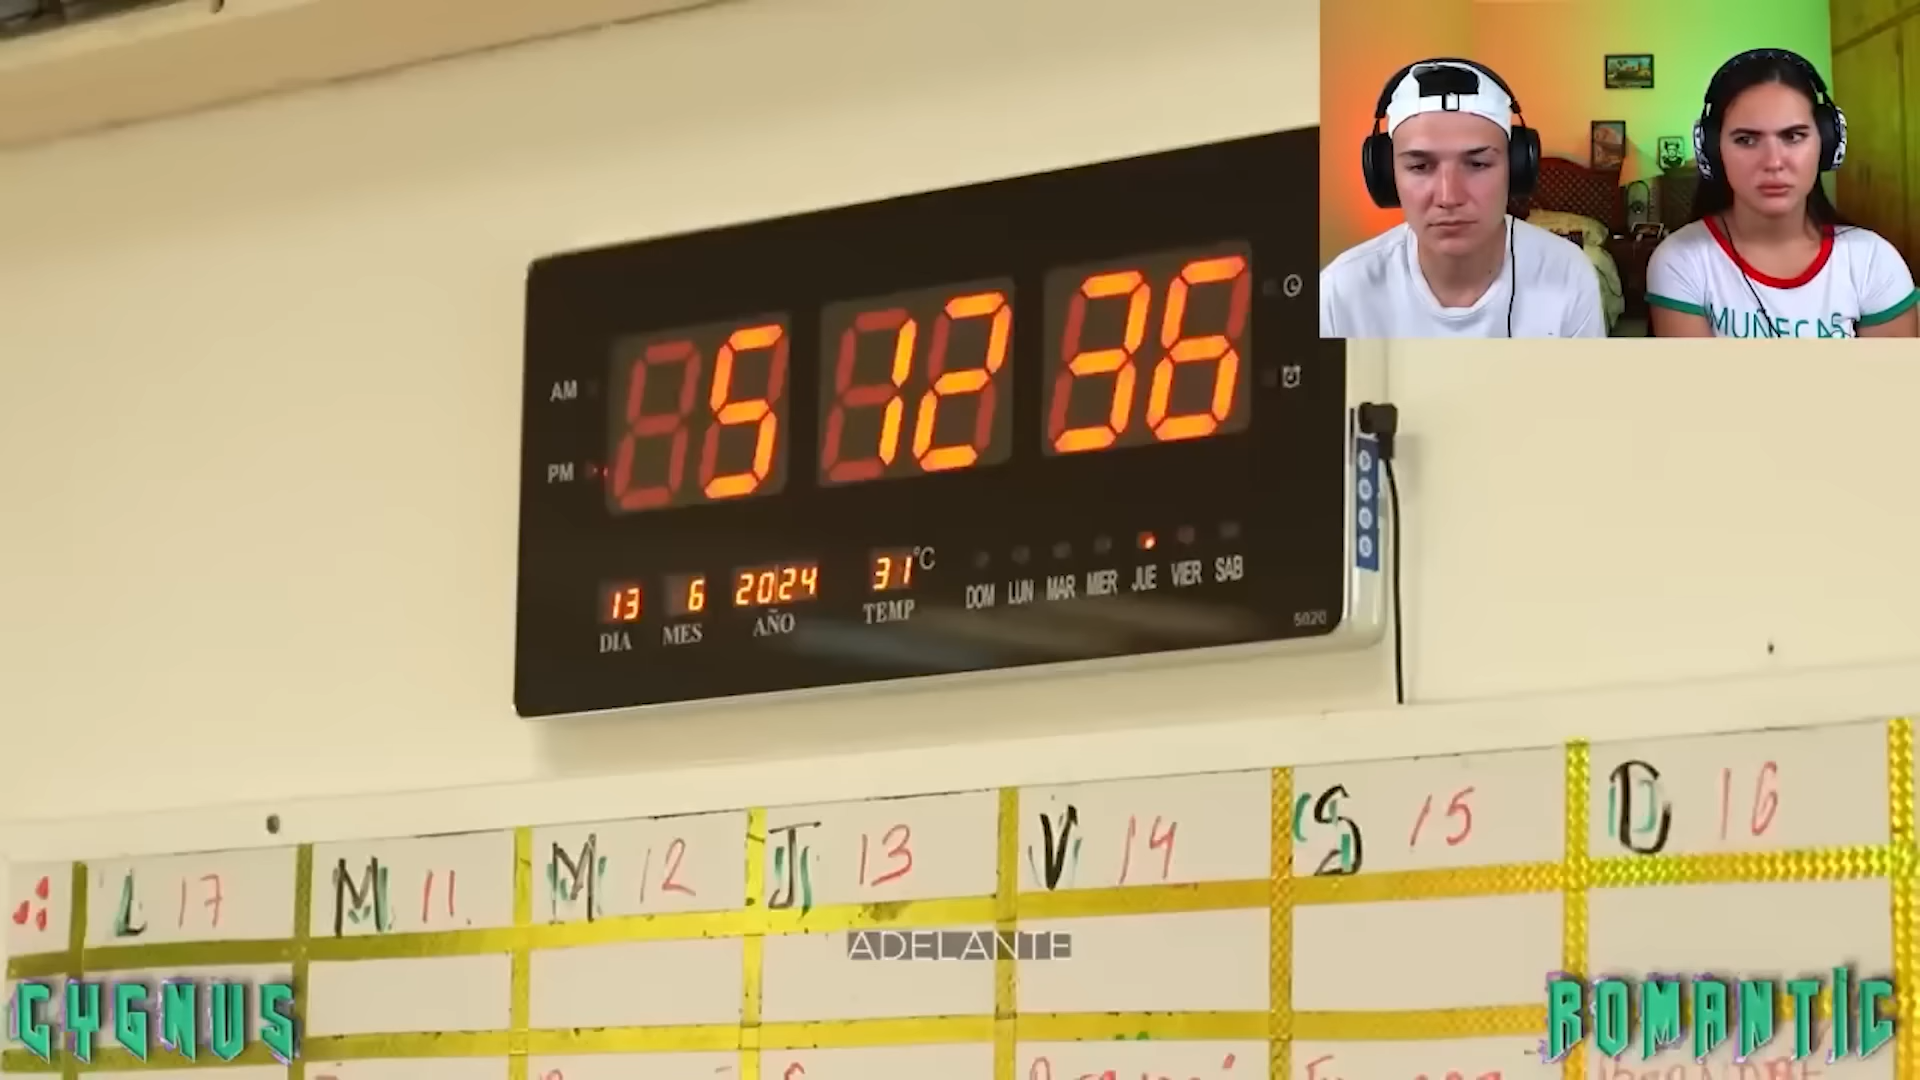 MUÑECAS
5 12 36
AM
PM
13 6 2024 31°C
DIA MES AÑO TEMP
DOM LUN MAR MIER JUE VIER SAB
5020
L 17 M 11. M 12 J 13 V 14 S 15 D 16
ADELANTE
CYGNUS
ROMANTIC